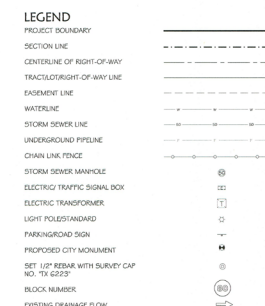 LEGEND
PROJECT BOUNDARY
SECTION LINE
CENTERLINE OF RIGHT-OF-WAY
TRACT/LOT/RIGHT-OF-WAY LINE
EASEMENT LINE
WATERLINE
STORM SEWER LINE
UNDERGROUND PIPELINE
CHAIN LINK FENCE
STORM SEWER MANHOLE
ELECTRIC/ TRAFFIC SIGNAL BOX
ELECTRIC TRANSFORMER
T
LIGHT POLE/STANDARD
PARKING/ROAD SIGN
PROPOSED CITY MONUMENT
SET 1/2" REBAR WITH SURVEY CAP
NO. "TX 6223"
BLOCK NUMBER
EXISTING DRAINAGE FLOW